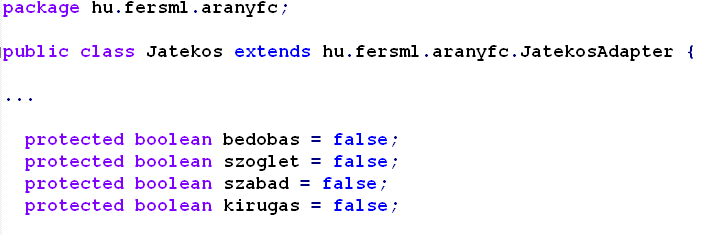 package hu.fersml.aranyfc;
public class Jatekos extends hu.fersml.aranyfc.JatekosAdapter {
...
protected boolean bedobas = false;
protected boolean szoglet = false;
protected boolean szabad = false;
protected boolean kirugas = false;